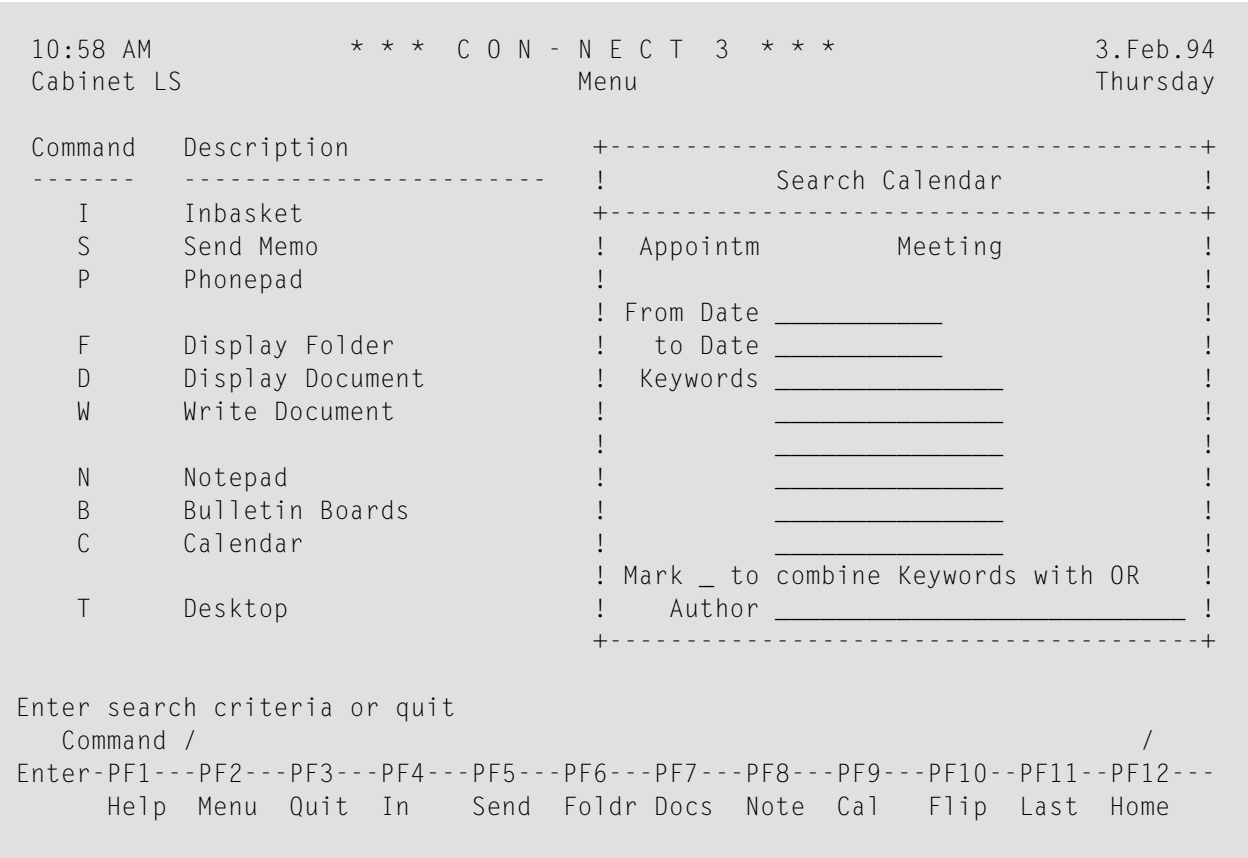 10:58 AM * * * C O N - N E C T 3 * * * 3.Feb.94
Cabinet LS Menu Thursday
Command Description +---------------------------------------+
------- ------------------------ ! Search Calendar !
I Inbasket +---------------------------------------+
S Send Memo ! Appointm Meeting !
P Phonepad ! !
! From Date ___________ !
F Display Folder ! to Date ___________ !
D Display Document ! Keywords _______________ !
W Write Document ! _______________ !
! _______________ !
N Notepad ! _______________ !
B Bulletin Boards ! _______________ !
C Calendar ! _______________ !
! Mark _ to combine Keywords with OR !
T Desktop ! Author ___________________________ !
+---------------------------------------+
Enter search criteria or quit
Command / /
Enter-PF1---PF2---PF3---PF4---PF5---PF6---PF7---PF8---PF9---PF10--PF11--PF12---
Help Menu Quit In Send Foldr Docs Note Cal Flip Last Home